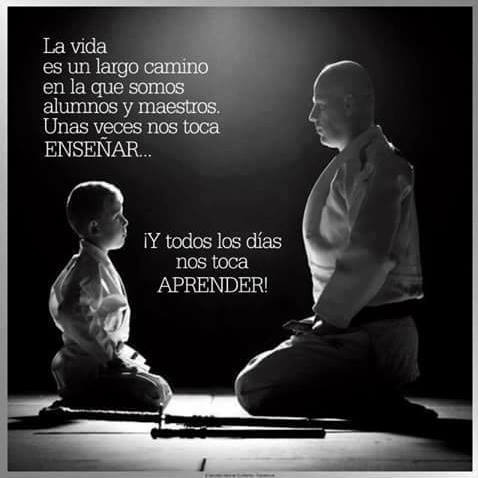 La vida
es un largo camino
en la que somos
alumnos y maestros.
Unas veces nos toca
ENSEÑAR...
¡Y todos los días
nos toca
APRENDER!